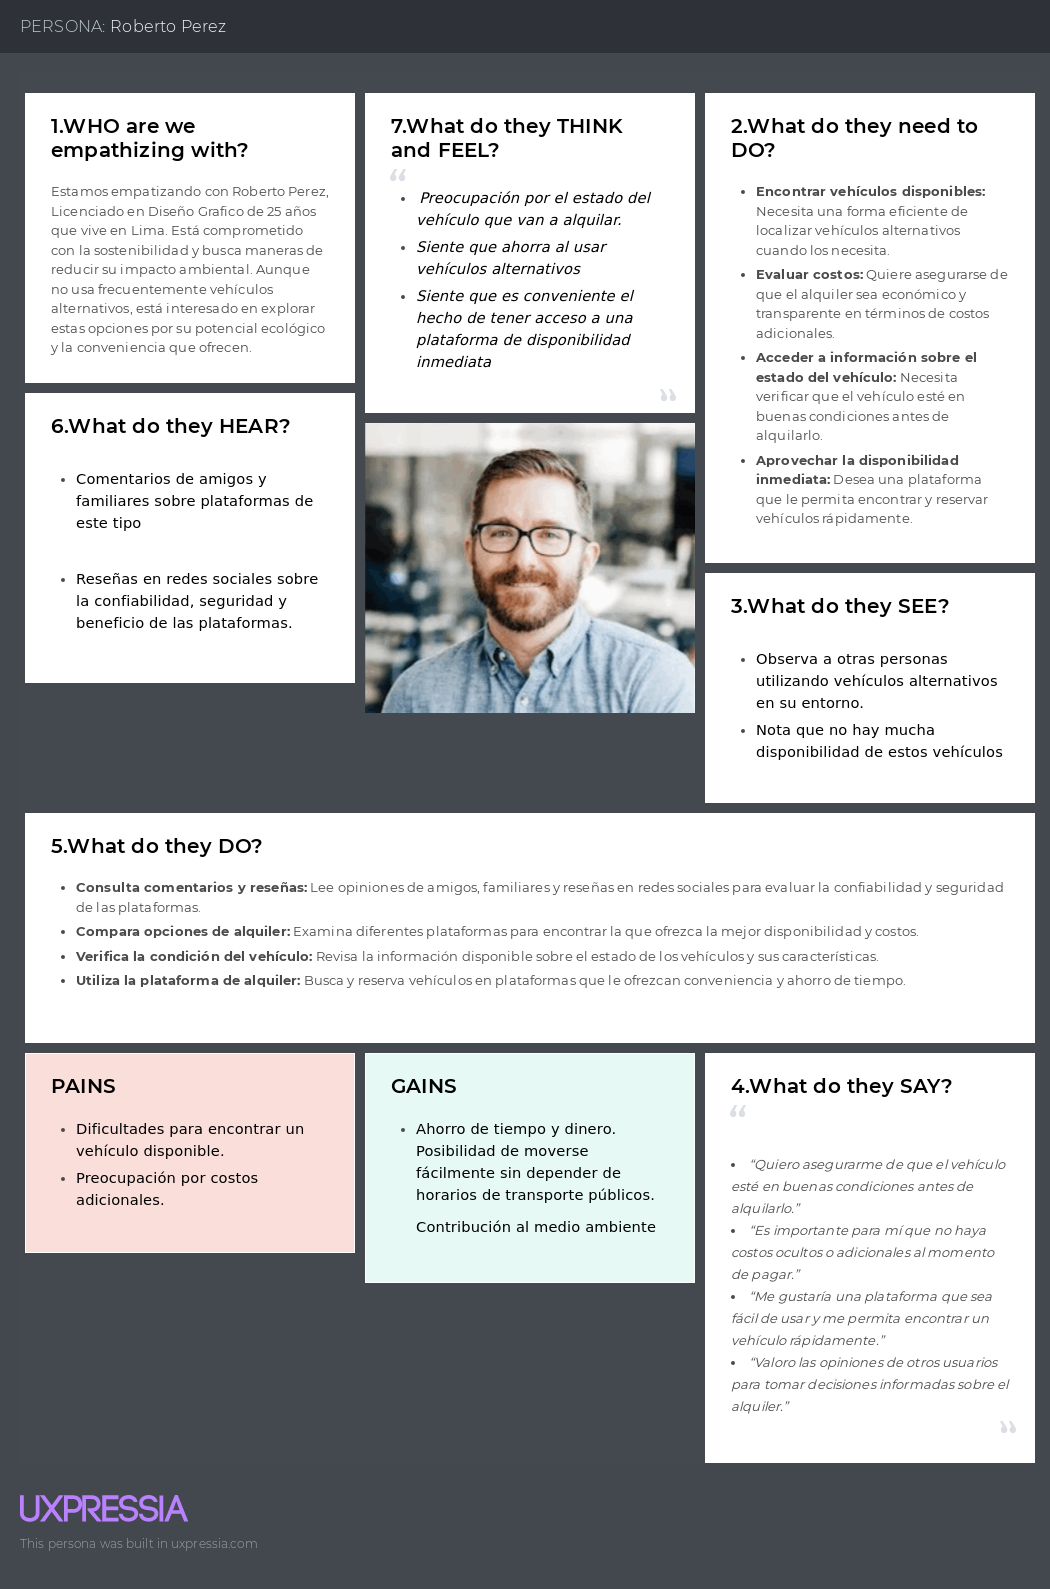 PERSONA: Roberto Perez
1.WHO are we
empathizing with?
Estamos empatizando con Roberto Perez,
Licenciado en Diseño Grafico de 25 años
que vive en Lima. Está comprometido
con la sostenibilidad y busca maneras de
reducir su impacto ambiental. Aunque
no usa frecuentemente vehículos
alternativos, está interesado en explorar
estas opciones por su potencial ecológico
y la conveniencia que ofrecen.
7.What do they THINK
and FEEL?
“
• Preocupación por el estado del
vehículo que van a alquilar.
• Siente que ahorra al usar
vehículos alternativos
• Siente que es conveniente el
hecho de tener acceso a una
plataforma de disponibilidad
inmediata
”
2.What do they need to
DO?
• Encontrar vehículos disponibles:
Necesita una forma eficiente de
localizar vehículos alternativos
cuando los necesita.
• Evaluar costos: Quiere asegurarse de
que el alquiler sea económico y
transparente en términos de costos
adicionales.
• Acceder a información sobre el
estado del vehículo: Necesita
verificar que el vehículo esté en
buenas condiciones antes de
alquilarlo.
• Aprovechar la disponibilidad
inmediata: Desea una plataforma
que le permita encontrar y reservar
vehículos rápidamente.
6.What do they HEAR?
• Comentarios de amigos y
familiares sobre plataformas de
este tipo
• Reseñas en redes sociales sobre
la confiabilidad, seguridad y
beneficio de las plataformas.
3.What do they SEE?
• Observa a otras personas
utilizando vehículos alternativos
en su entorno.
• Nota que no hay mucha
disponibilidad de estos vehículos
5.What do they DO?
• Consulta comentarios y reseñas: Lee opiniones de amigos, familiares y reseñas en redes sociales para evaluar la confiabilidad y seguridad
de las plataformas.
• Compara opciones de alquiler: Examina diferentes plataformas para encontrar la que ofrezca la mejor disponibilidad y costos.
• Verifica la condición del vehículo: Revisa la información disponible sobre el estado de los vehículos y sus características.
• Utiliza la plataforma de alquiler: Busca y reserva vehículos en plataformas que le ofrezcan conveniencia y ahorro de tiempo.
PAINS
• Dificultades para encontrar un
vehículo disponible.
• Preocupación por costos
adicionales.
GAINS
• Ahorro de tiempo y dinero.
Posibilidad de moverse
fácilmente sin depender de
horarios de transporte públicos.
Contribución al medio ambiente
4.What do they SAY?
“
• “Quiero asegurarme de que el vehículo
esté en buenas condiciones antes de
alquilarlo.”
• “Es importante para mí que no haya
costos ocultos o adicionales al momento
de pagar.”
• “Me gustaría una plataforma que sea
fácil de usar y me permita encontrar un
vehículo rápidamente.”
• “Valoro las opiniones de otros usuarios
para tomar decisiones informadas sobre el
alquiler.”
”
UXPRESSIA
This persona was built in uxpressia.com